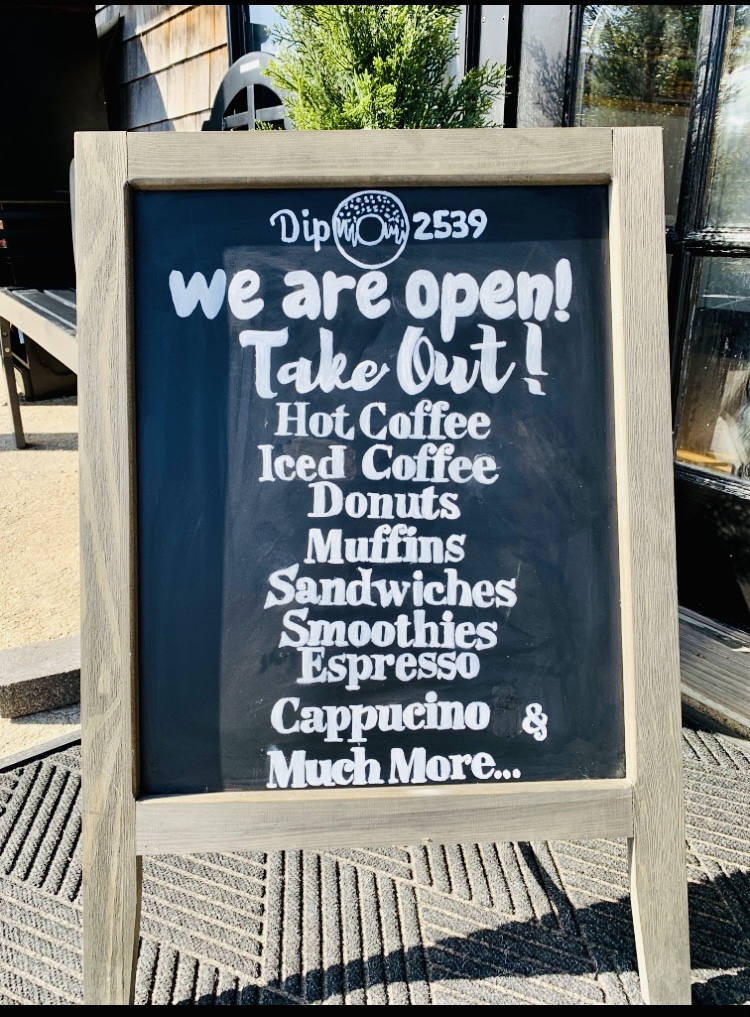 Dip Mom 2539
we are open!
Take Out!
Hot Coffee
Iced Coffee
Donuts
Muffins
Sandwiches
Smoothies
Espresso
Cappucino &
Much More...